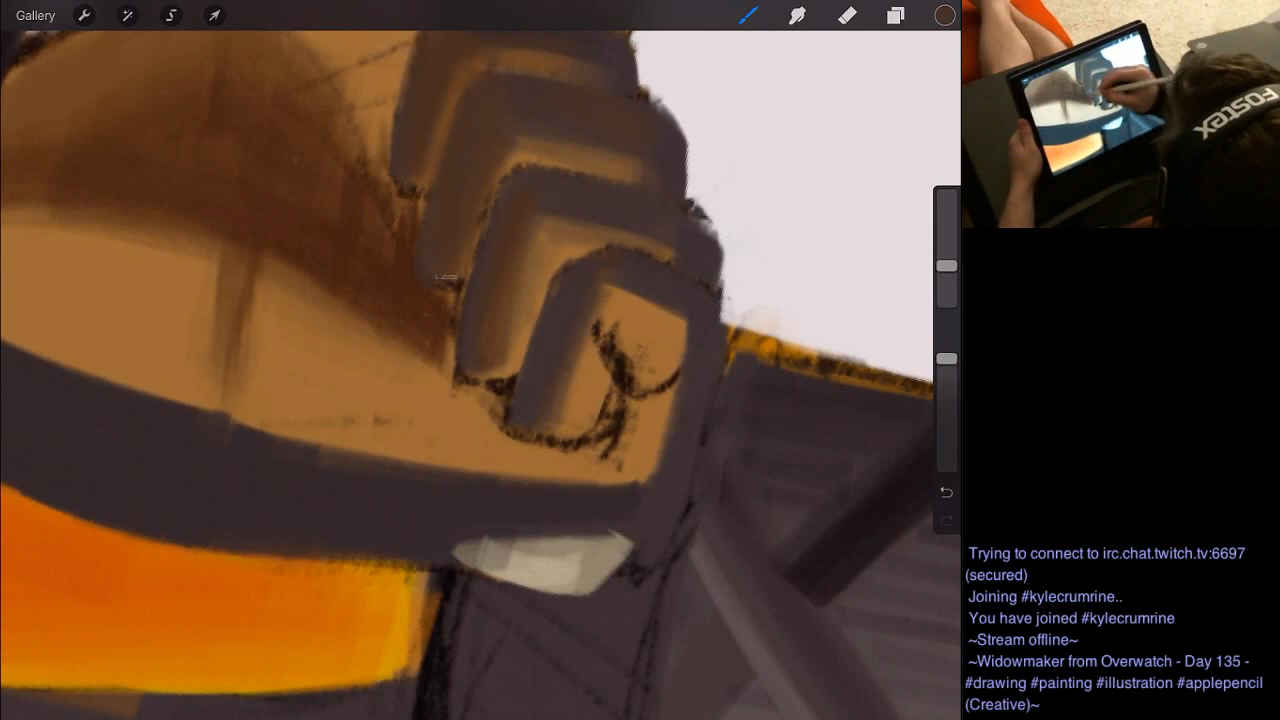 Gallery
FOSTEX
Trying to connect to irc.chat.twitch.tv:6697
(secured)
Joining #kylecrumrine..
You have joined #kylecrumrine
~Stream offline~
~Widowmaker from Overwatch - Day 135 -
#drawing #painting #illustration #applepencil
(Creative)~